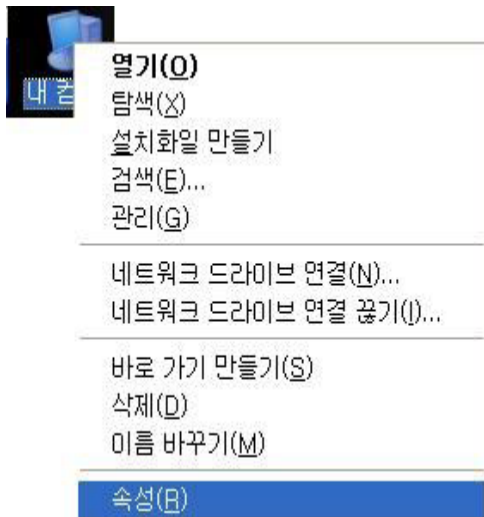 내 컴
열기(O)
탐색(X)
설치화일 만들기
검색(E)...
관리(G)
네트워크 드라이브 연결(N)...
네트워크 드라이브 연결 끊기(I)...
바로 가기 만들기(S)
삭제(D)
이름 바꾸기(M)
속성(R)